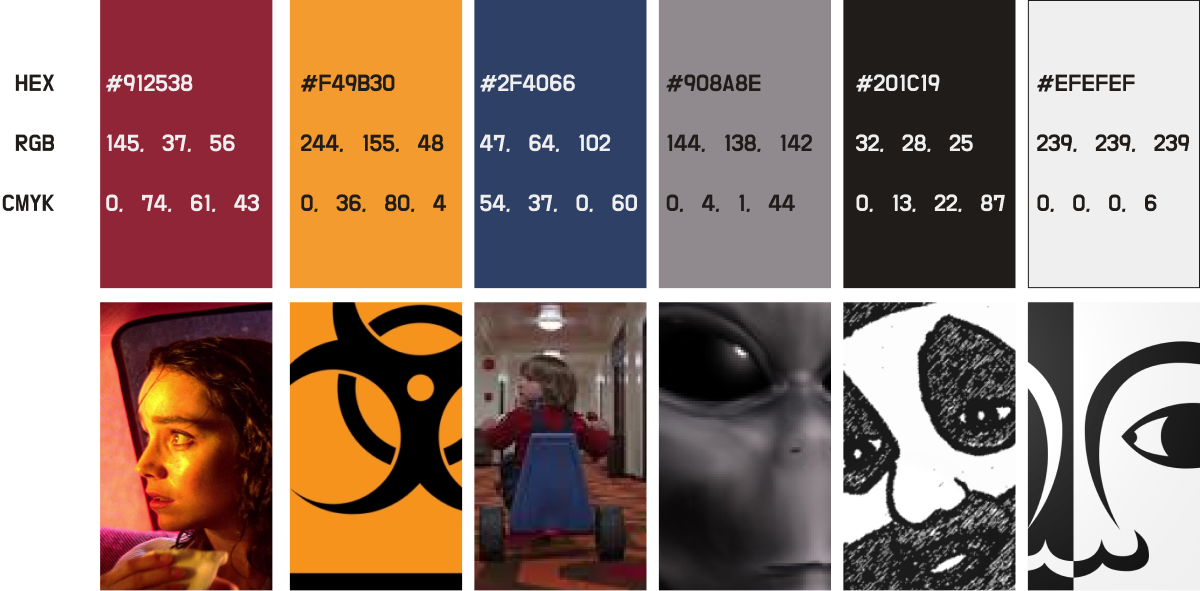 HEX #912538 #F49B30 #2F4066 #908A8E #201C19 #EFEFEF
RGB 145, 37, 56 244, 155, 48 47, 64, 102 144, 138, 142 32, 28, 25 239, 239, 239
CMYK 0, 74, 61, 43 0, 36, 80, 4 54, 37, 0, 60 0, 4, 1, 44 0, 13, 22, 87 0, 0, 0, 6